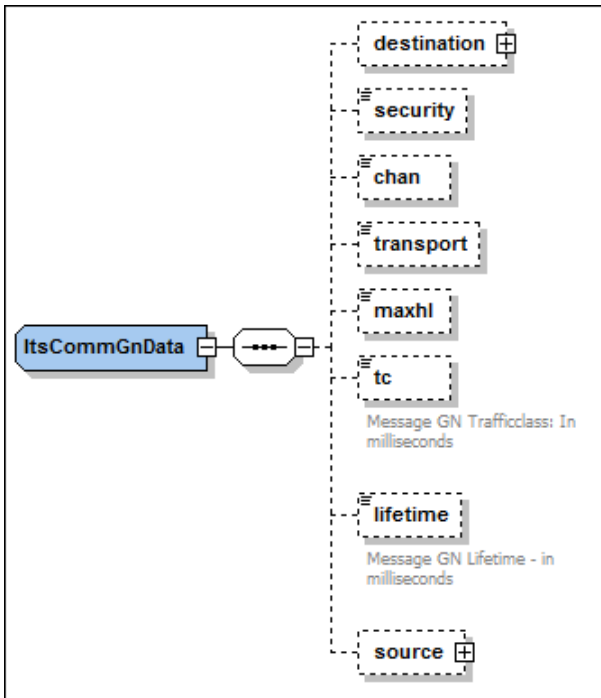 destination
security
chan
transport
maxhl
ItsCommGnData
tc
Message GN Trafficclass: In
milliseconds
lifetime
Message GN Lifetime - in
milliseconds
source